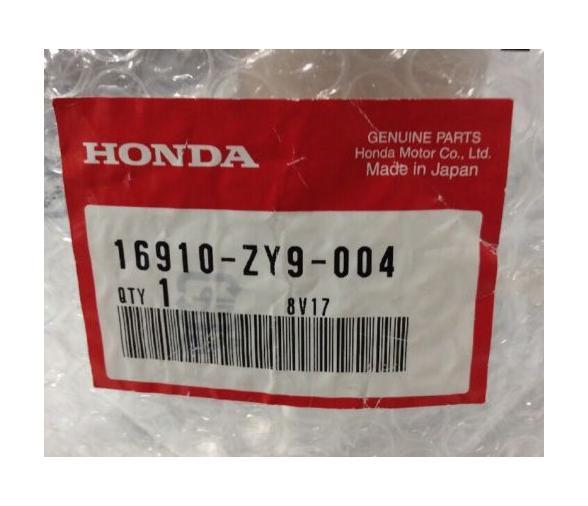 HONDA
GENUINE PARTS
Honda Motor Co., Ltd.
Made in Japan
16910-ZY9-004
QTY 1
8V17